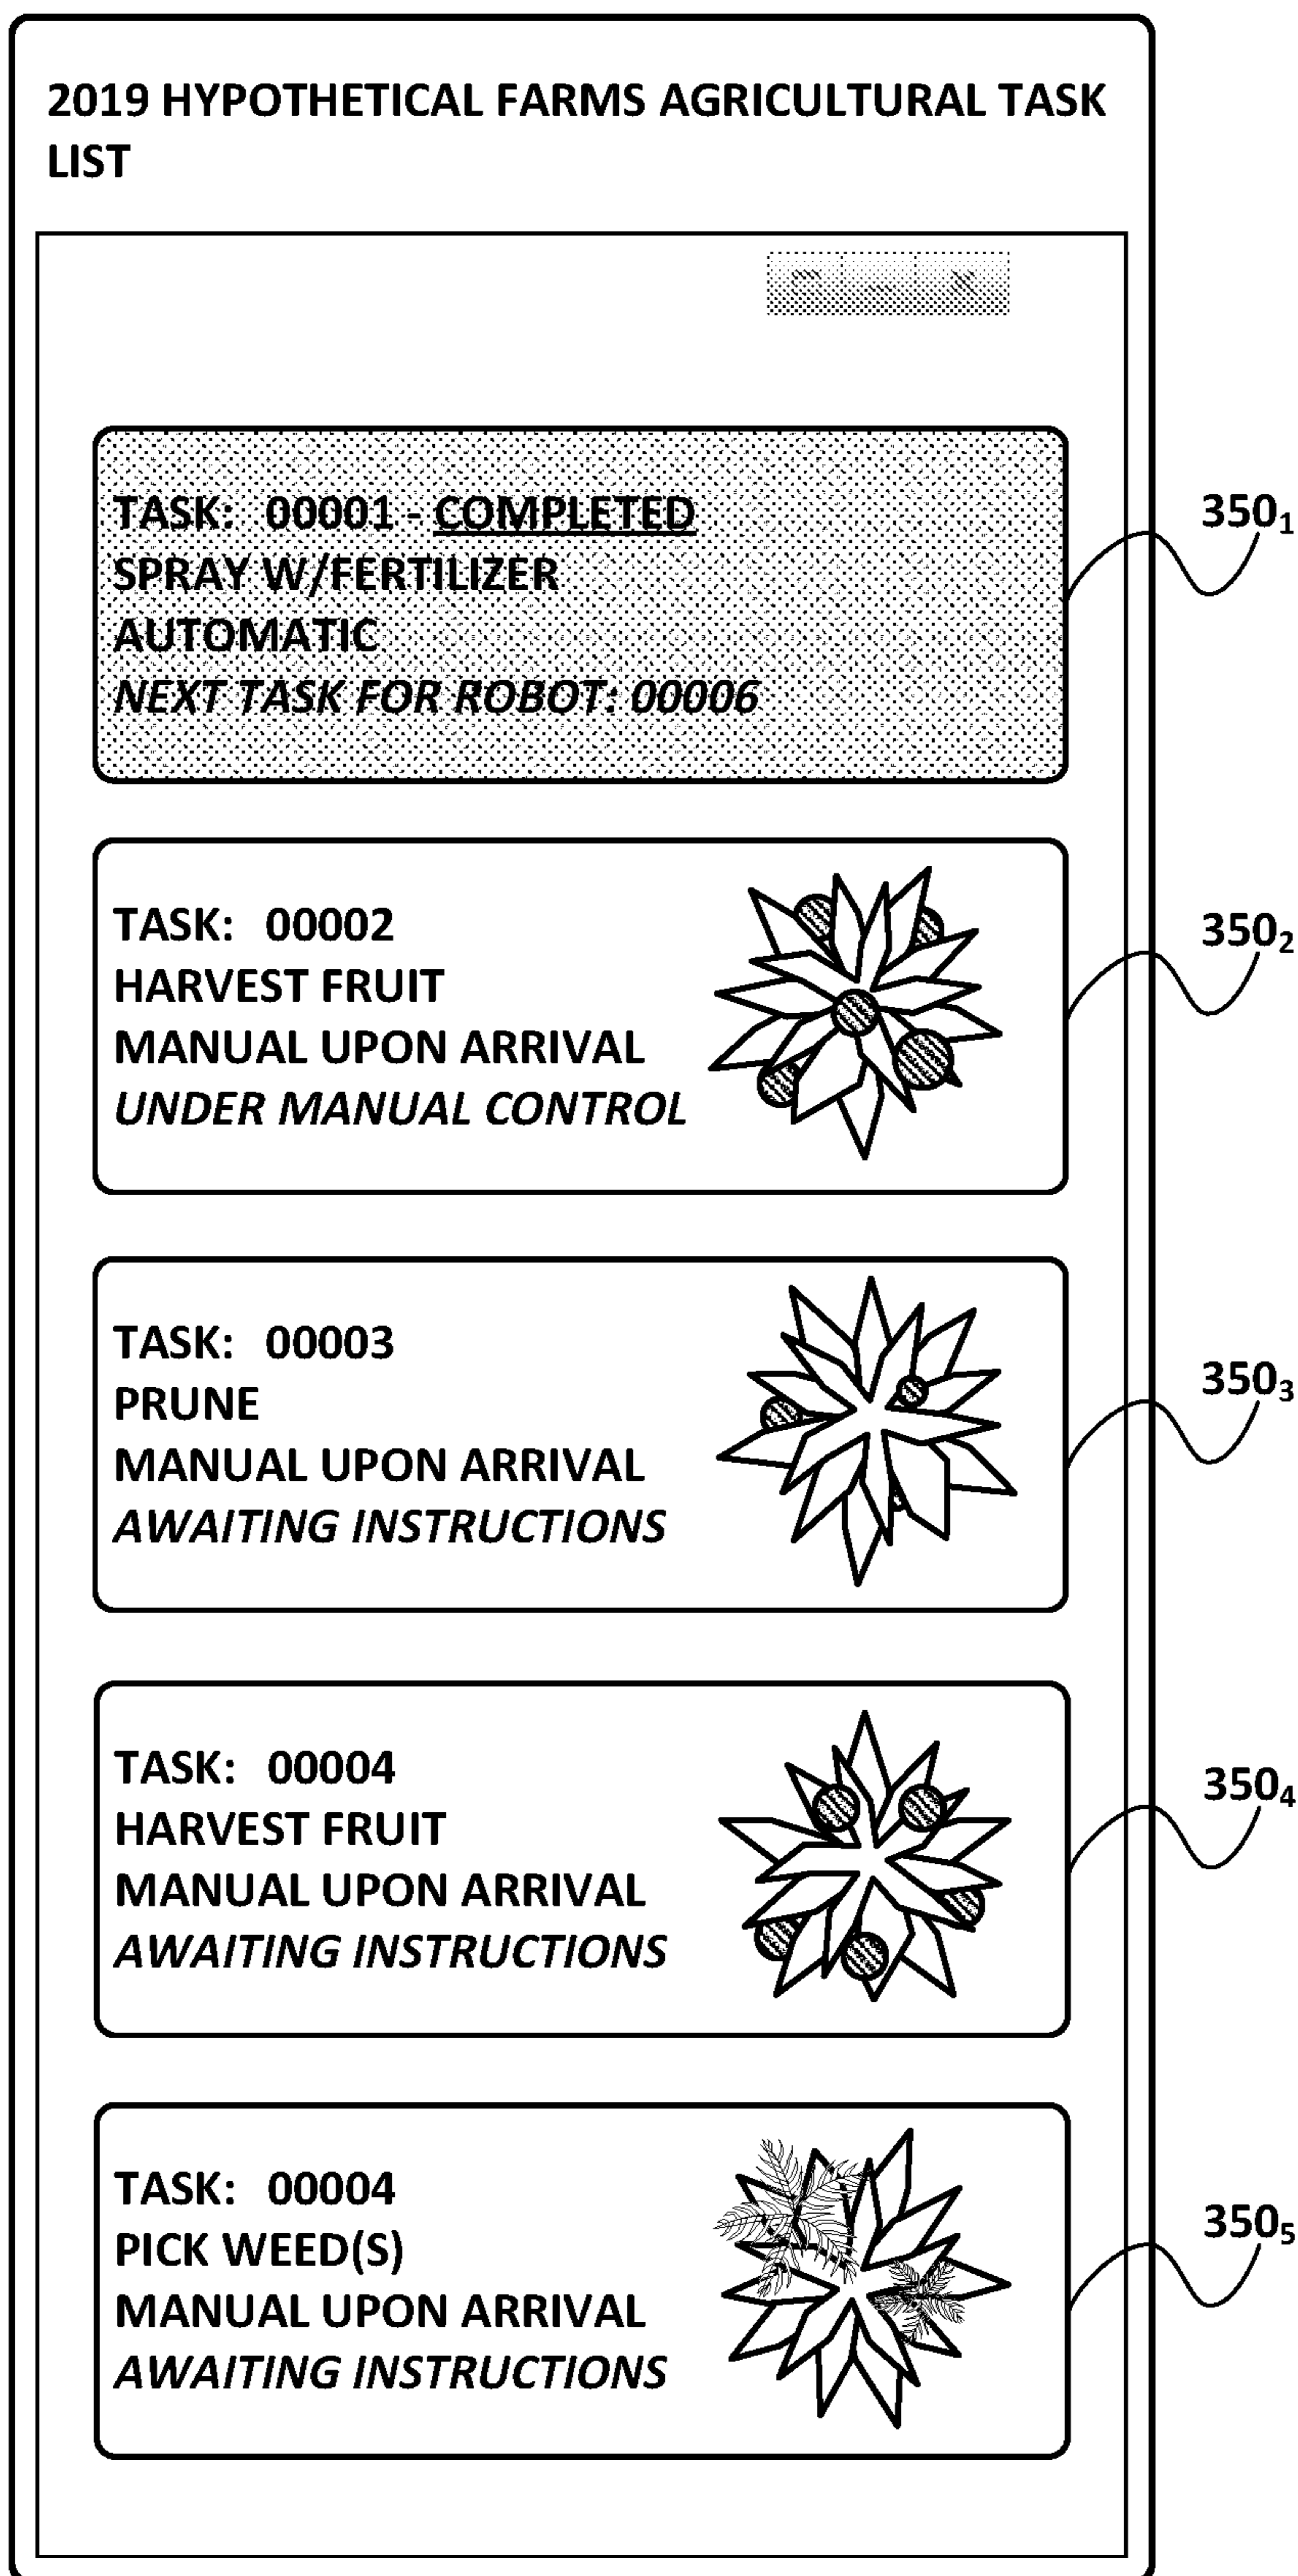 2019 HYPOTHETICAL FARMS AGRICULTURAL TASK
LIST
TASK: 00001 - COMPLETED
SPRAY W/FERTILIZER
AUTOMATIC
NEXT TASK FOR ROBOT: 00006
350₁
TASK: 00002
HARVEST FRUIT
MANUAL UPON ARRIVAL
UNDER MANUAL CONTROL
350₂
TASK: 00003
PRUNE
MANUAL UPON ARRIVAL
AWAITING INSTRUCTIONS
350₃
TASK: 00004
HARVEST FRUIT
MANUAL UPON ARRIVAL
AWAITING INSTRUCTIONS
350₄
TASK: 00004
PICK WEED(S)
MANUAL UPON ARRIVAL
AWAITING INSTRUCTIONS
350₅